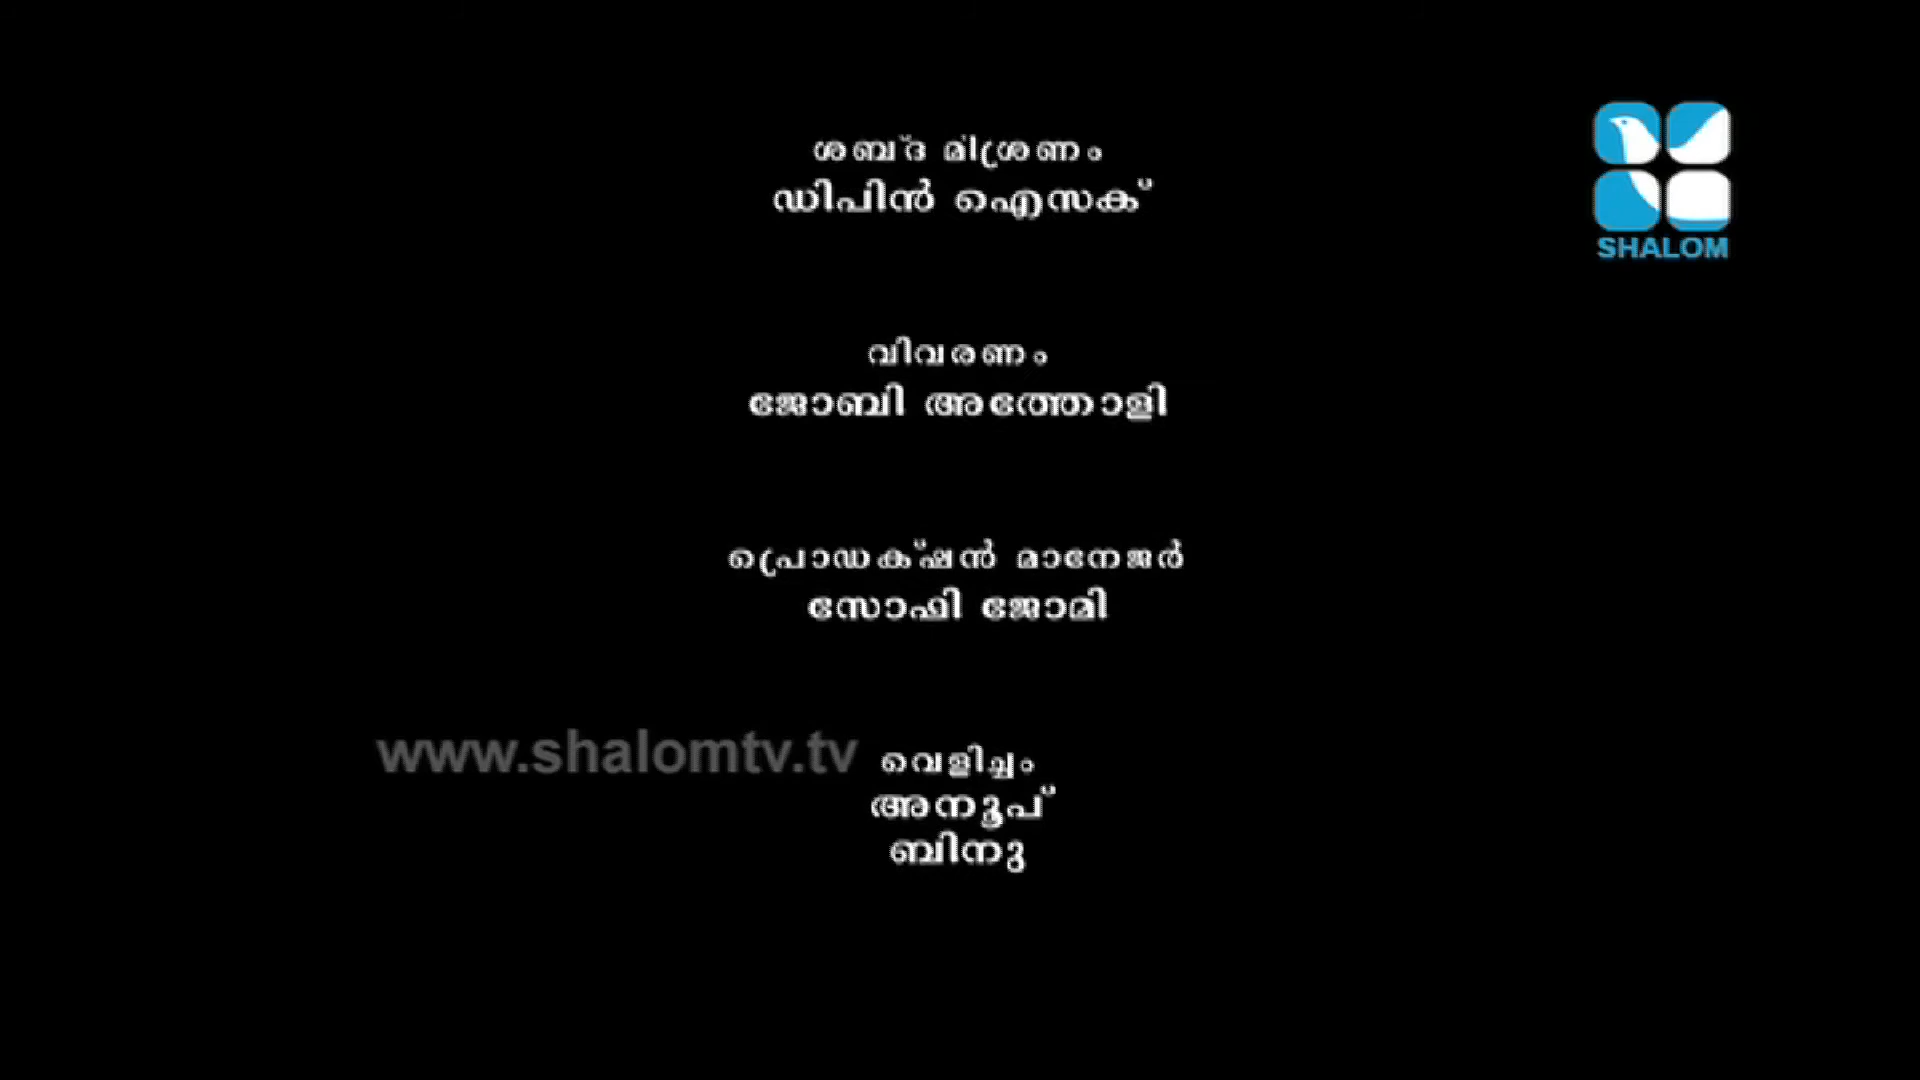 ശബ്ദ മിശ്രണം
ഡിപിൻ ഐസക്
SHALOM
വിവരണം
ജോബി അത്തോളി
പ്രൊഡക്ഷൻ മാനേജർ
സോഷി ജോമി
www.shalomtv.tv
വെളിച്ചം
അനൂപ്
ബിനു